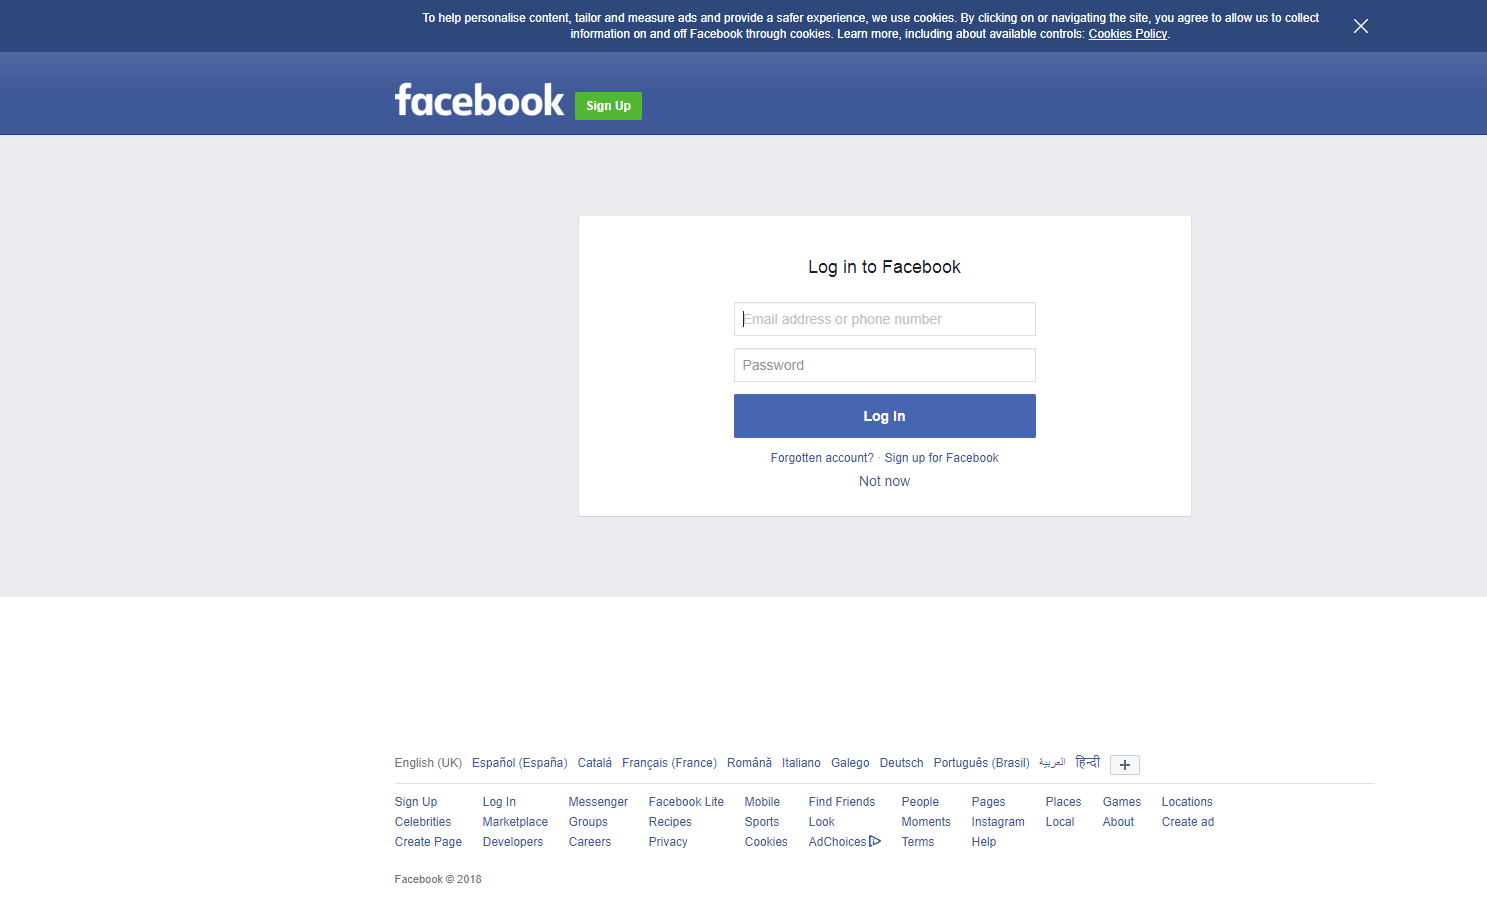 To help personalise content, tailor and measure ads and provide a safer experience, we use cookies. By clicking on or navigating the site, you agree to allow us to collect
information on and off Facebook through cookies. Learn more, including about available controls: Cookies Policy.
facebook Sign Up
Log in to Facebook
Email address or phone number
Password
Log In
Forgotten account? · Sign up for Facebook
Not now
English (UK) Español (España) Català Français (France) Română Italiano Galego Deutsch Português (Brasil) العربية हिन्दी
Sign Up Log In Messenger Facebook Lite Mobile Find Friends People Pages Places Games Locations
Celebrities Marketplace Groups Recipes Sports Look Moments Instagram Local About Create ad
Create Page Developers Careers Privacy Cookies AdChoices Terms Help
Facebook © 2018